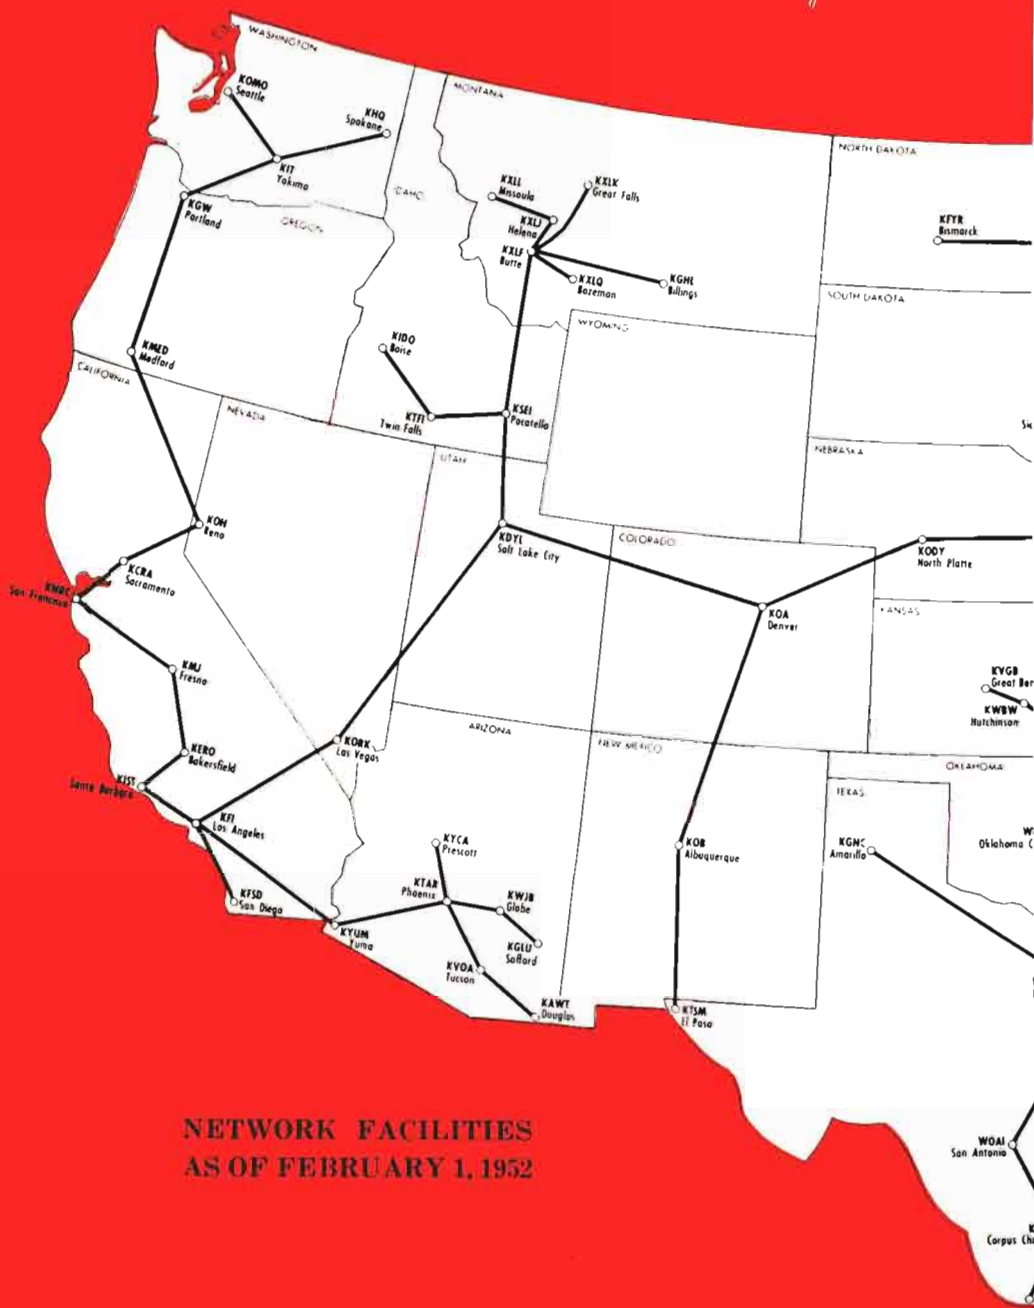 WASHINGTON
KOMO
Seattle
KHQ
Spokane
KIT
Yakima
KGW
Portland
OREGON
IDAHO
MONTANA
KXLL
Missoula
KXLK
Great Falls
KXLJ
Helena
KXLF
Butte
KXLQ
Bozeman
KGHL
Billings
NORTH DAKOTA
KFYR
Bismarck
SOUTH DAKOTA
WYOMING
KMED
Medford
CALIFORNIA
KIDO
Boise
KTFI
Twin Falls
KSEI
Pocatello
NEVADA
UTAH
NEBRASKA
KOH
Reno
KCRA
Sacramento
KNBC
San Francisco
KDYL
Salt Lake City
COLORADO
KODY
North Platte
KOA
Denver
KANSAS
KMJ
Fresno
KVGB
Great Ben
KWBW
Hutchinson
KERO
Bakersfield
KIST
Santa Barbara
KORK
Las Vegas
ARIZONA
NEW MEXICO
OKLAHOMA
TEXAS
KFI
Los Angeles
KYCA
Prescott
KOB
Albuquerque
KGNC
Amarillo
W
Oklahoma C
KTAR
Phoenix
KWJB
Globe
KFSD
San Diego
KYUM
Yuma
KGLU
Safford
KVOA
Tucson
KAWT
Douglas
KTSM
El Paso
NETWORK FACILITIES
AS OF FEBRUARY 1, 1952
WOAI
San Antonio
K
Corpus Chi